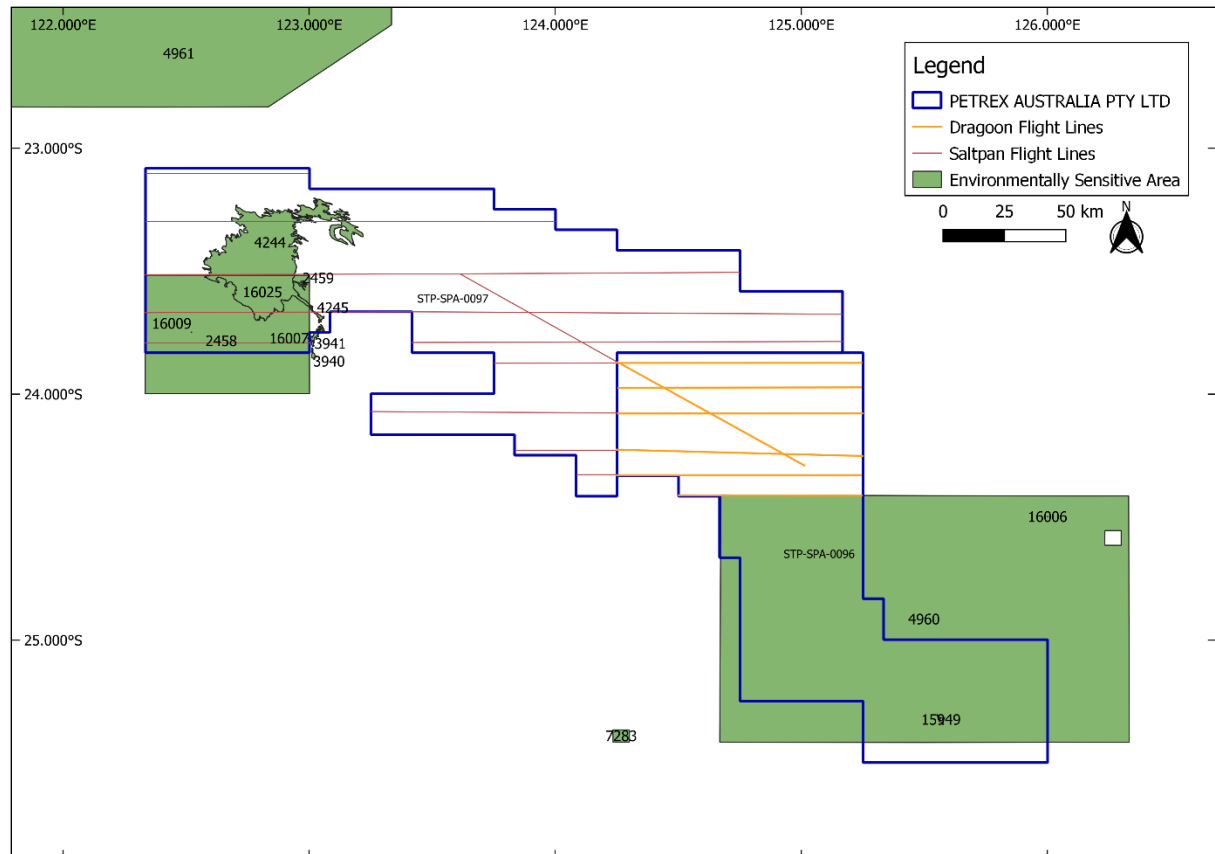 122.000°E 123.000°E 124.000°E 125.000°E 126.000°E
4961
Legend
PETREX AUSTRALIA PTY LTD
Dragoon Flight Lines
Saltpan Flight Lines
Environmentally Sensitive Area
0 25 50 km
N
23.000°S
4244
2459
16025
STP-SPA-0097
4245
16009
2458
16007
3941
3940
24.000°S
16006
STP-SPA-0096
4960
25.000°S
15949
7283